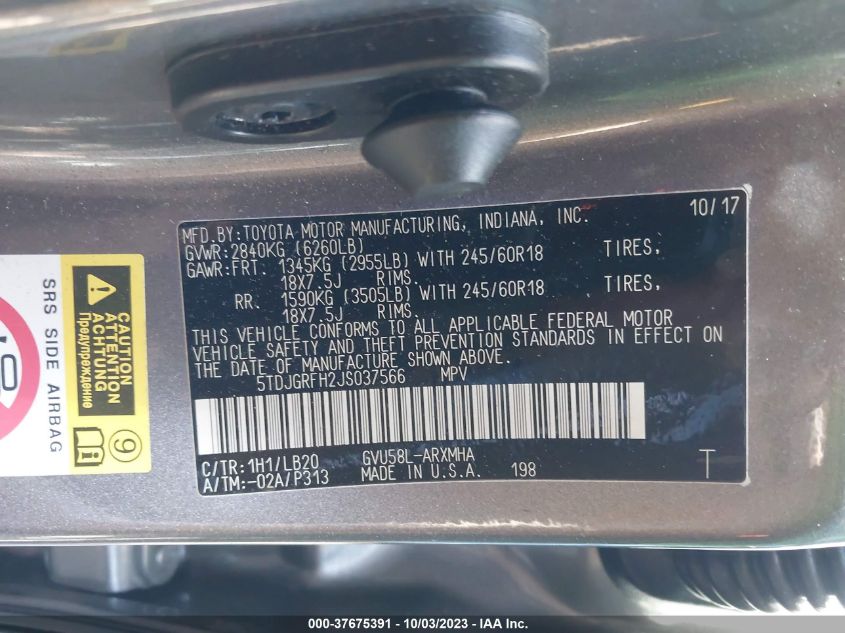 MFD.BY:TOYOTA MOTOR MANUFACTURING, INDIANA, INC. 10/17
GVWR:2840KG (6260LB)
GAWR:FRT. 1345KG (2955LB) WITH 245/60R18 TIRES,
18X7.5J RIMS.
RR. 1590KG (3505LB) WITH 245/60R18 TIRES,
18X7.5J RIMS.
THIS VEHICLE CONFORMS TO ALL APPLICABLE FEDERAL MOTOR
VEHICLE SAFETY AND THEFT PREVENTION STANDARDS IN EFFECT ON
THE DATE OF MANUFACTURE SHOWN ABOVE.
5TDJGRFH2JS037566 MPV
C/TR:1H1/LB20 GVU58L-ARXMHA
A/TM:-02A/P313 MADE IN U.S.A. 198 T
SRS SIDE AIRBAG
CAUTION
ATTENTION
ACHTUNG
Предупреждение
i
9
000-37675391 - 10/03/2023 - IAA Inc.